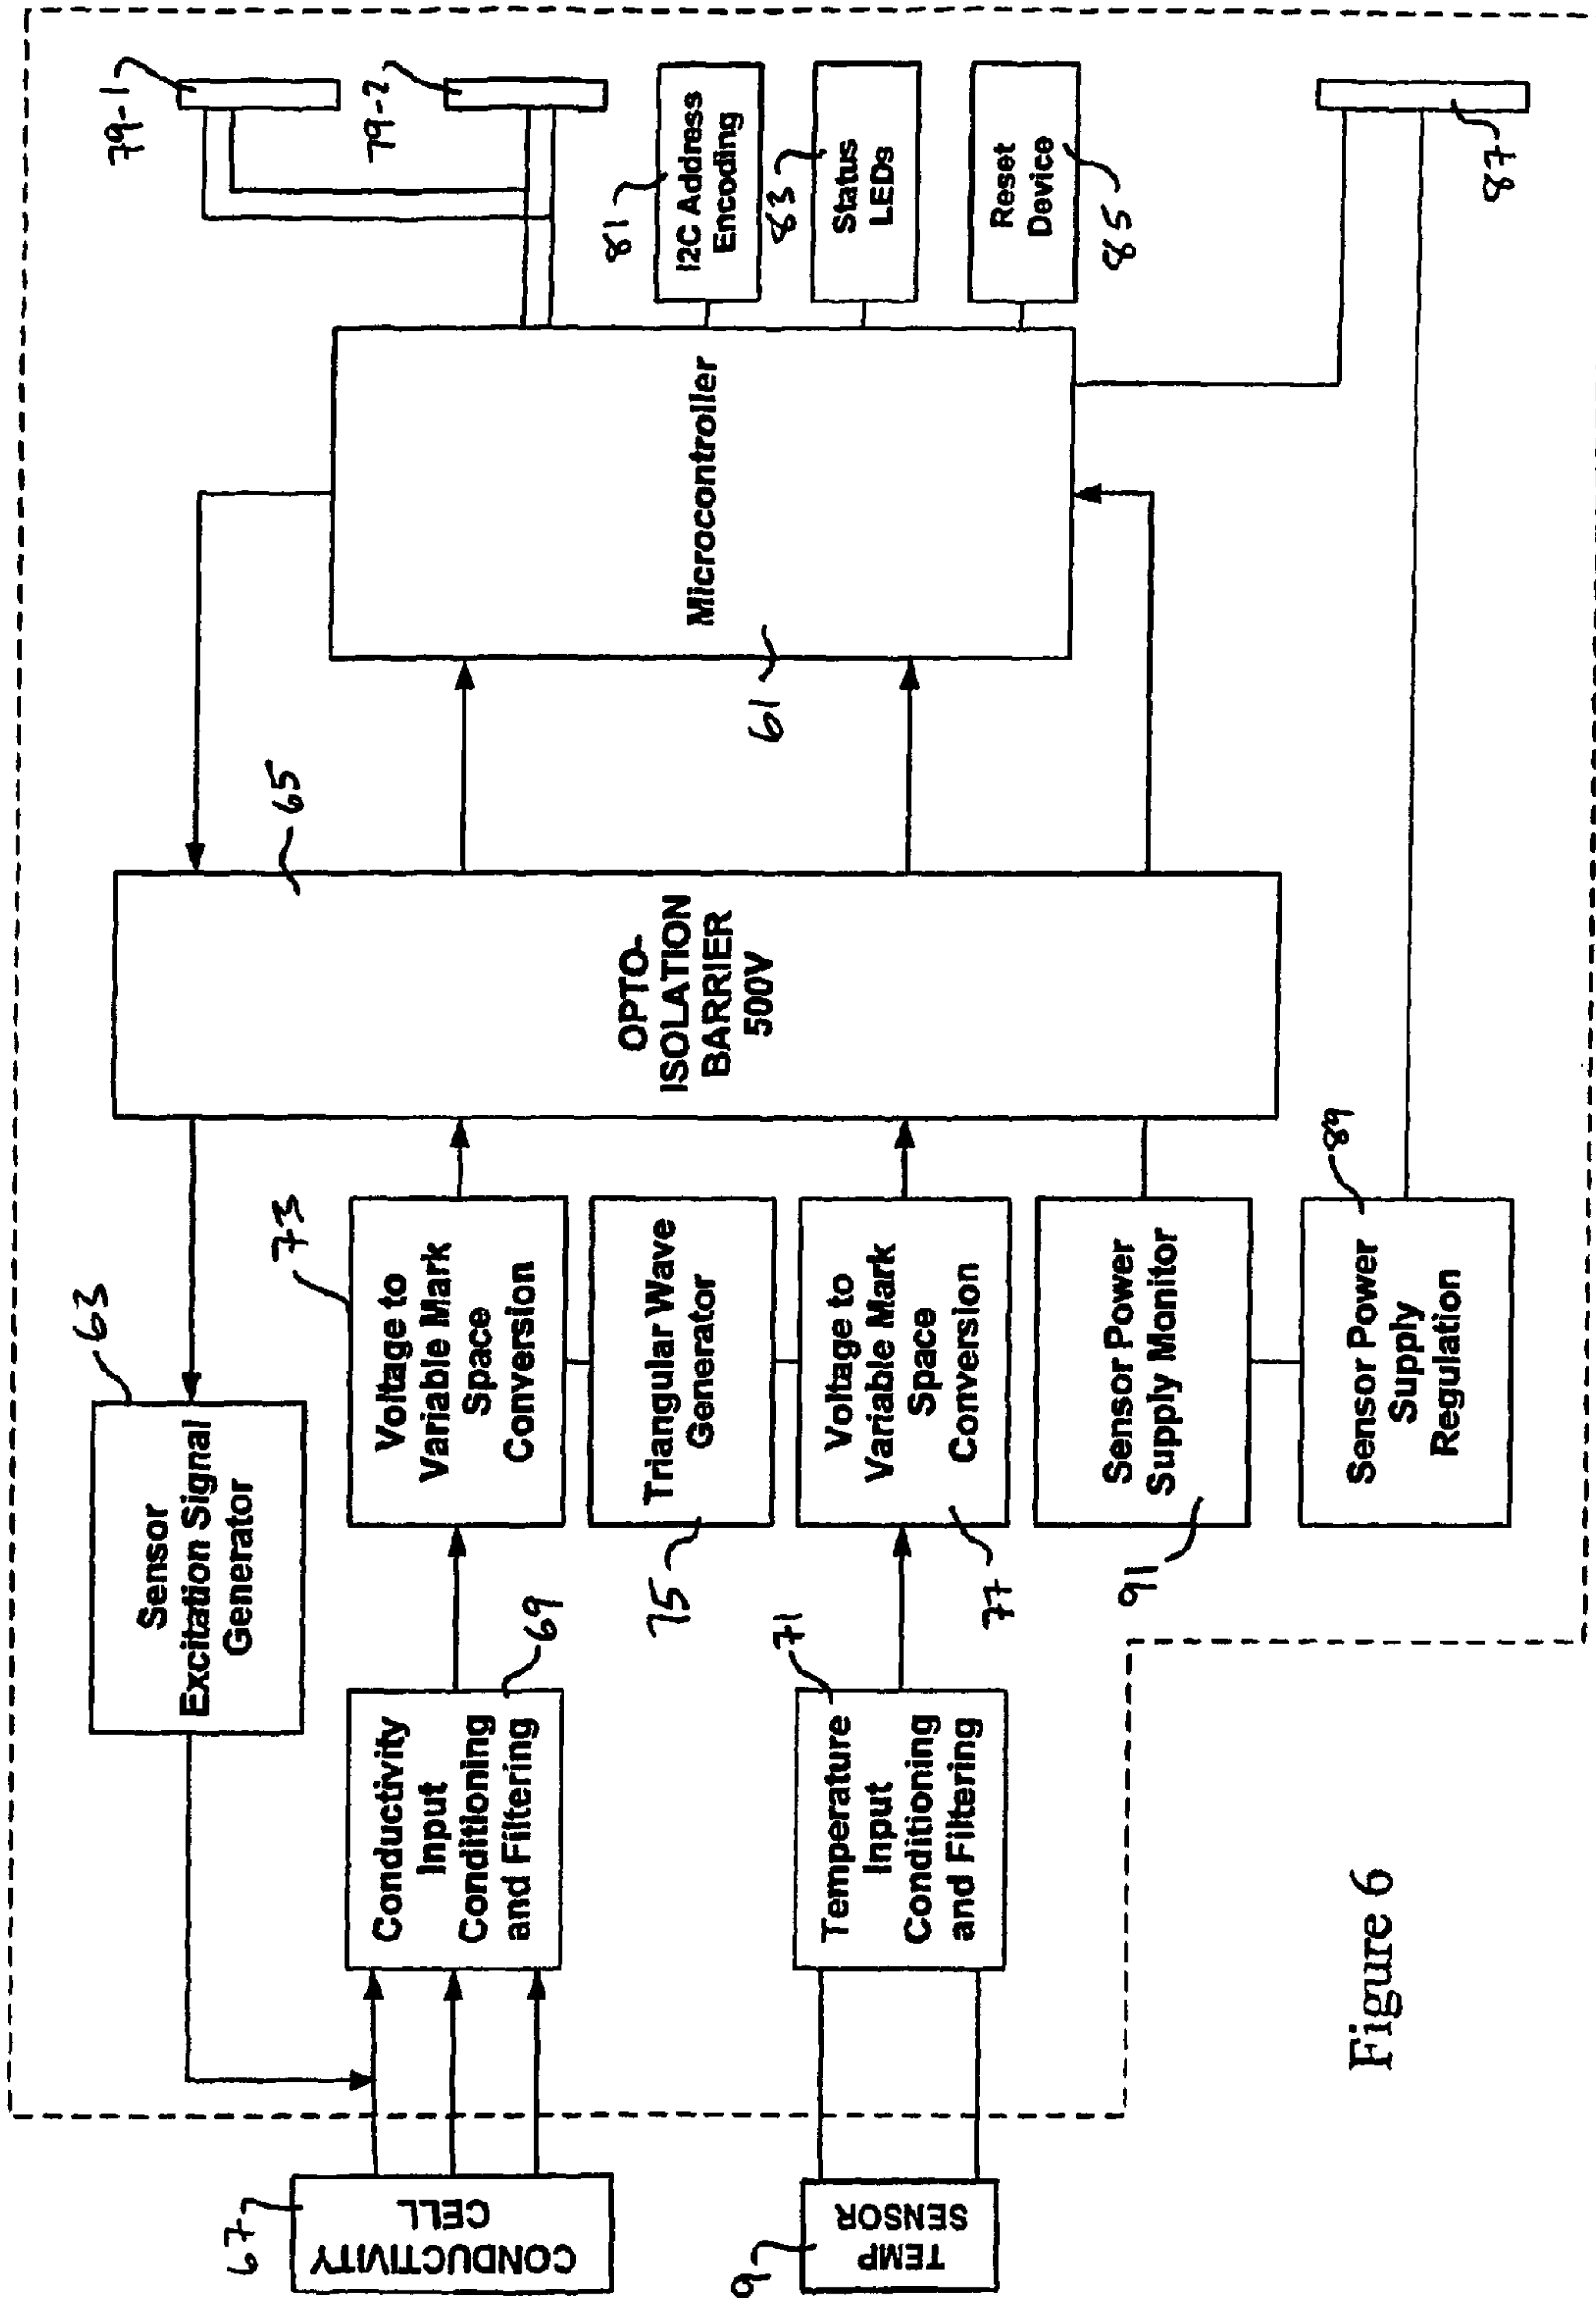 79-1
79-2
81
I2C Address
Encoding
83
Status
LEDs
Reset
Device
85
87
Microcontroller
61
65
OPTO-
ISOLATION
BARRIER
500V
63
Sensor
Excitation Signal
Generator
73
Voltage to
Variable Mark
Space
Conversion
Triangular Wave
Generator
75
Voltage to
Variable Mark
Space
Conversion
77
Sensor Power
Supply Monitor
91
89
Sensor Power
Supply
Regulation
Conductivity
Input
Conditioning
and Filtering
69
71
Temperature
Input
Conditioning
and Filtering
67
CONDUCTIVITY
CELL
9
TEMP
SENSOR
Figure 6